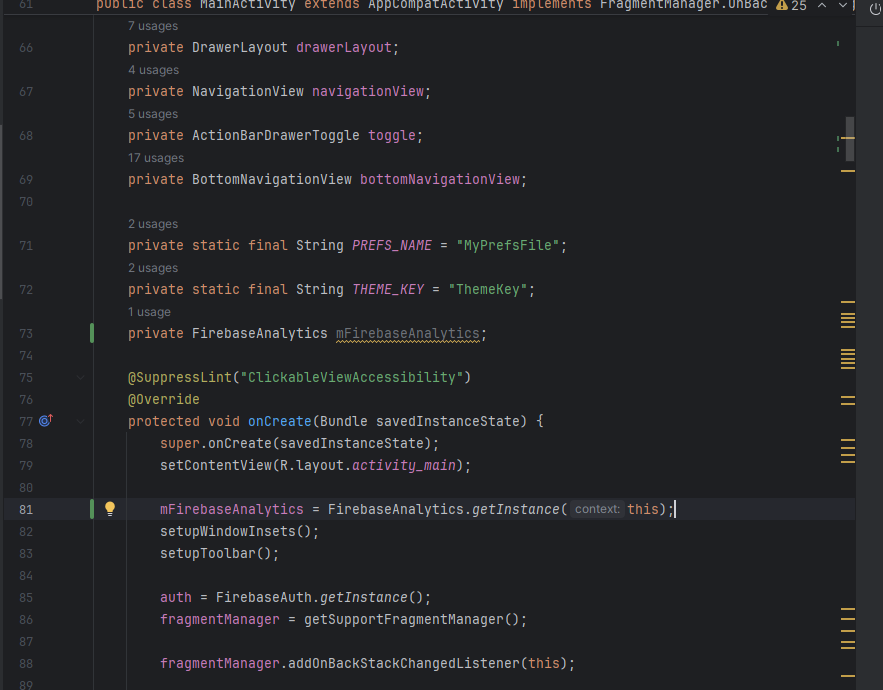 61 public class MainActivity extends AppCompatActivity implements FragmentManager.OnBac 25
7 usages
66 private DrawerLayout drawerLayout;
4 usages
67 private NavigationView navigationView;
5 usages
68 private ActionBarDrawerToggle toggle;
17 usages
69 private BottomNavigationView bottomNavigationView;
70
2 usages
71 private static final String PREFS_NAME = "MyPrefsFile";
2 usages
72 private static final String THEME_KEY = "ThemeKey";
1 usage
73 private FirebaseAnalytics mFirebaseAnalytics;
74
75 @SuppressLint("ClickableViewAccessibility")
76 @Override
77 protected void onCreate(Bundle savedInstanceState) {
78 super.onCreate(savedInstanceState);
79 setContentView(R.layout.activity_main);
80
81 mFirebaseAnalytics = FirebaseAnalytics.getInstance( context: this);
82 setupWindowInsets();
83 setupToolbar();
84
85 auth = FirebaseAuth.getInstance();
86 fragmentManager = getSupportFragmentManager();
87
88 fragmentManager.addOnBackStackChangedListener(this);
89